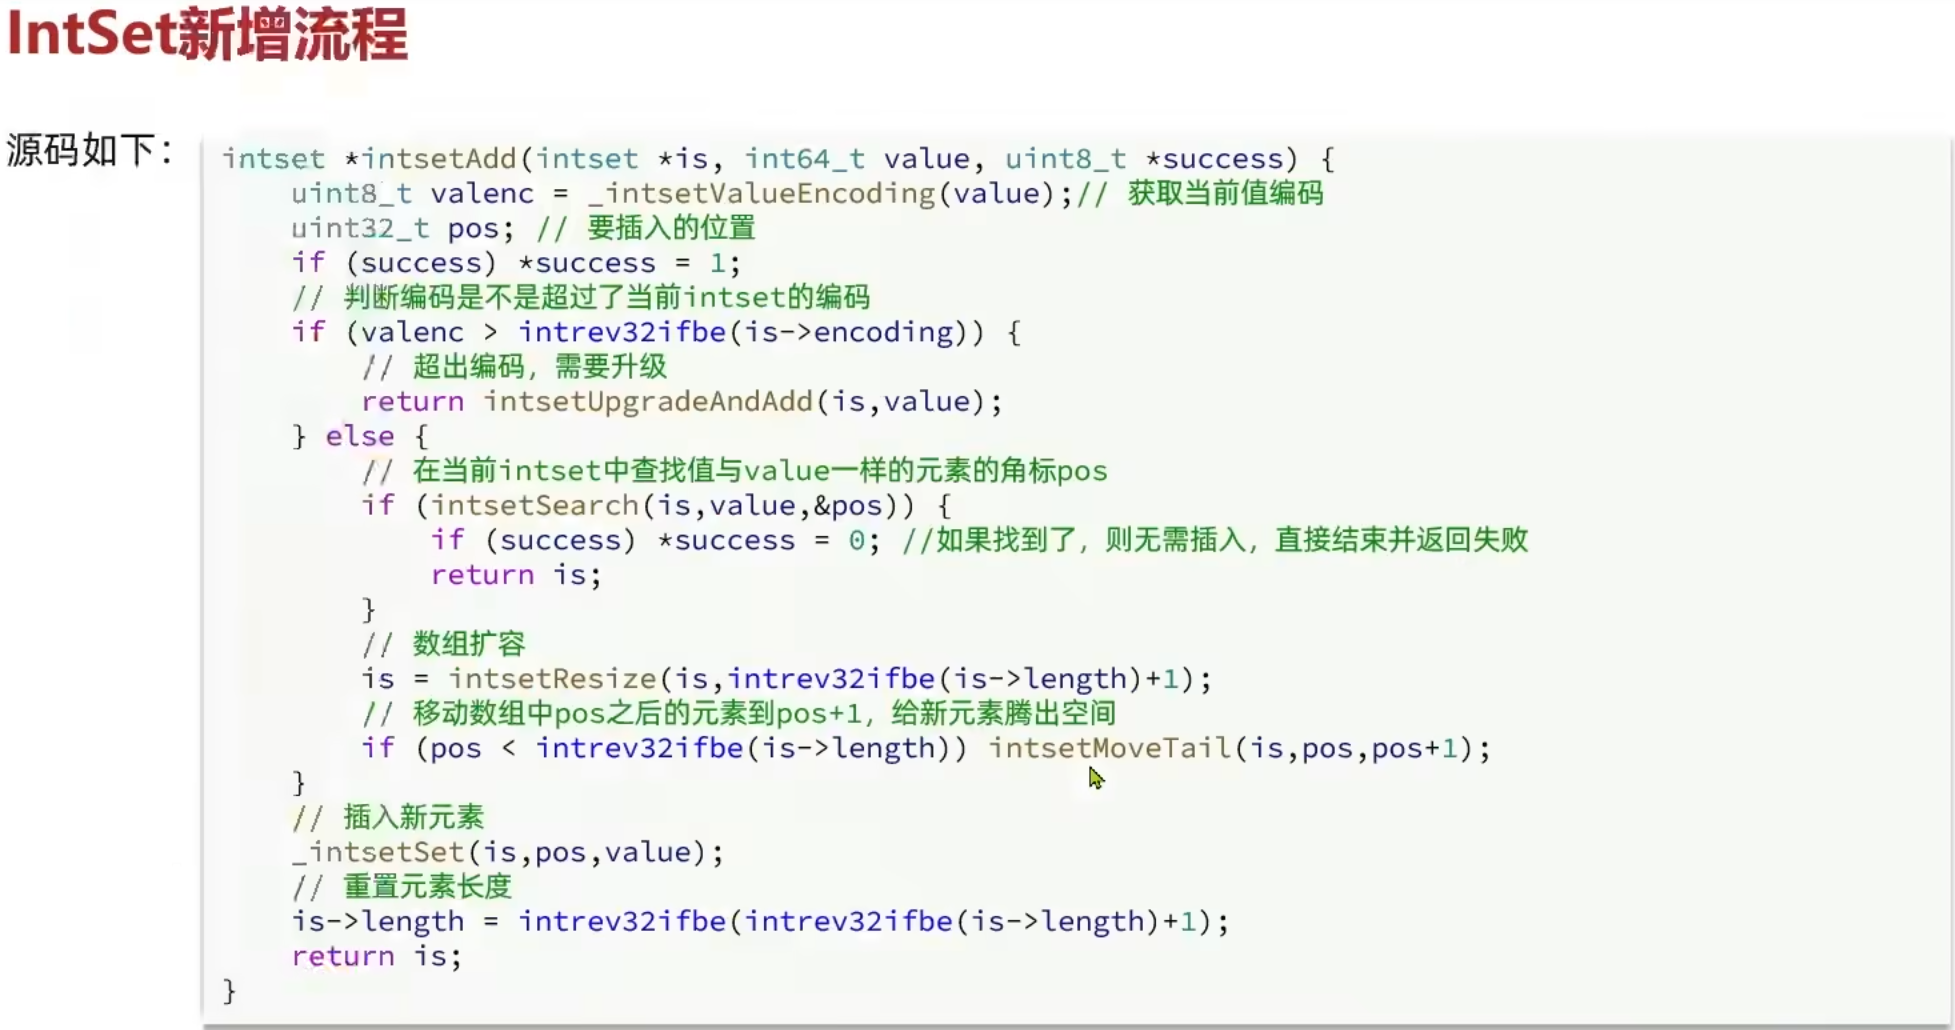 IntSet新增流程
源码如下：
intset *intsetAdd(intset *is, int64_t value, uint8_t *success) {
    uint8_t valenc = _intsetValueEncoding(value);// 获取当前值编码
    uint32_t pos; // 要插入的位置
    if (success) *success = 1;
    // 判断编码是不是超过了当前intset的编码
    if (valenc > intrev32ifbe(is->encoding)) {
        // 超出编码，需要升级
        return intsetUpgradeAndAdd(is,value);
    } else {
        // 在当前intset中查找值与value一样的元素的角标pos
        if (intsetSearch(is,value,&pos)) {
            if (success) *success = 0; //如果找到了，则无需插入，直接结束并返回失败
            return is;
        }
        // 数组扩容
        is = intsetResize(is,intrev32ifbe(is->length)+1);
        // 移动数组中pos之后的元素到pos+1，给新元素腾出空间
        if (pos < intrev32ifbe(is->length)) intsetMoveTail(is,pos,pos+1);
    }
    // 插入新元素
    _intsetSet(is,pos,value);
    // 重置元素长度
    is->length = intrev32ifbe(intrev32ifbe(is->length)+1);
    return is;
}